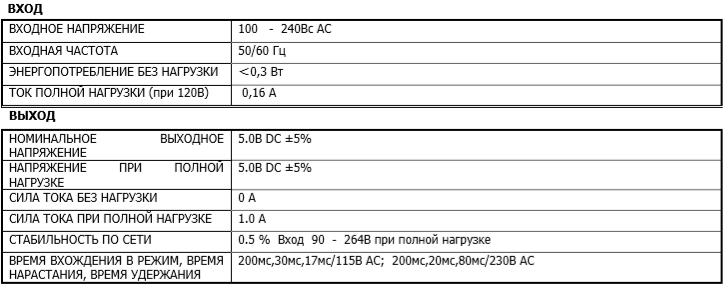 ВХОД
ВХОДНОЕ НАПРЯЖЕНИЕ 100 - 240Вс AC
ВХОДНАЯ ЧАСТОТА 50/60 Гц
ЭНЕРГОПОТРЕБЛЕНИЕ БЕЗ НАГРУЗКИ <0,3 Вт
ТОК ПОЛНОЙ НАГРУЗКИ (при 120В) 0,16 А
ВЫХОД
НОМИНАЛЬНОЕ ВЫХОДНОЕ 5.0В DC ±5%
НАПРЯЖЕНИЕ
НАПРЯЖЕНИЕ ПРИ ПОЛНОЙ 5.0В DC ±5%
НАГРУЗКЕ
СИЛА ТОКА БЕЗ НАГРУЗКИ 0 А
СИЛА ТОКА ПРИ ПОЛНОЙ НАГРУЗКЕ 1.0 А
СТАБИЛЬНОСТЬ ПО СЕТИ 0.5 % Вход 90 - 264В при полной нагрузке
ВРЕМЯ ВХОЖДЕНИЯ В РЕЖИМ, ВРЕМЯ 200мс,30мс,17мс/115В AC; 200мс,20мс,80мс/230В AC
НАРАСТАНИЯ, ВРЕМЯ УДЕРЖАНИЯ